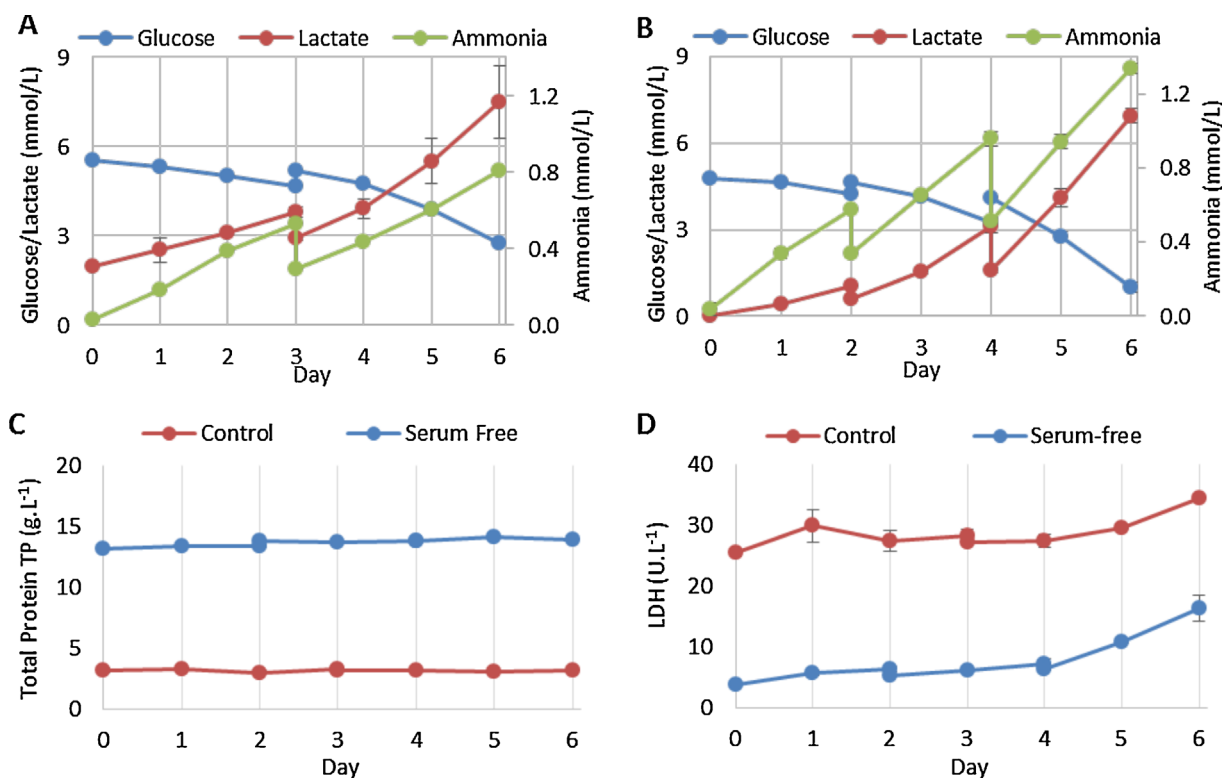 A
Glucose Lactate Ammonia
Glucose/Lactate (mmol/L)
9
6
3
0
1.2
0.8
0.4
0.0
Ammonia (mmol/L)
0 1 2 3 4 5 6
Day
B
Glucose Lactate Ammonia
Glucose/Lactate (mmol/L)
9
6
3
0
1.2
0.8
0.4
0.0
Ammonia (mmol/L)
0 1 2 3 4 5 6
Day
C
Control Serum Free
Total Protein TP (g.L-1)
20
15
10
5
0
0 1 2 3 4 5 6
Day
D
Control Serum-free
LDH (U.L-1)
40
30
20
10
0
0 1 2 3 4 5 6
Day